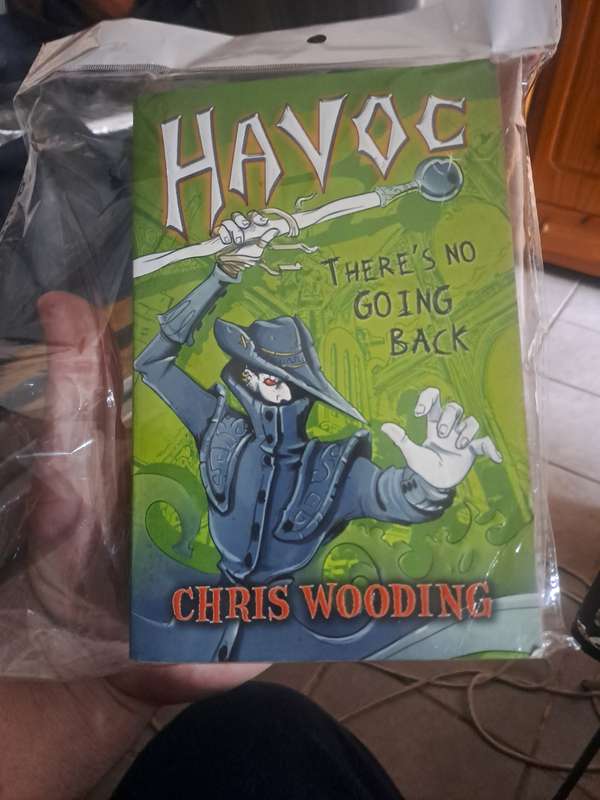 HAVOC
THERE'S NO
GOING
BACK
CHRIS WOODING